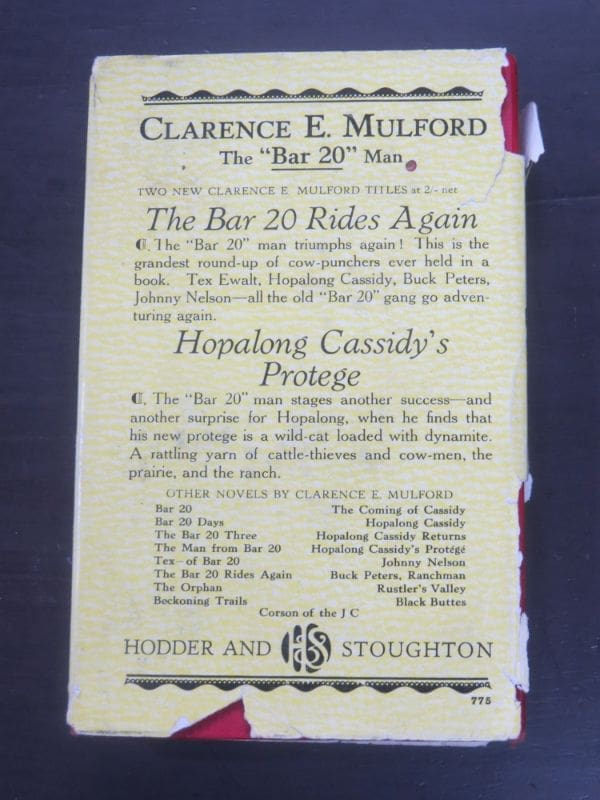 CLARENCE E. MULFORD
The "Bar 20" Man
TWO NEW CLARENCE E MULFORD TITLES at 2/- net
The Bar 20 Rides Again
The "Bar 20" man triumphs again! This is the
grandest round-up of cow-punchers ever held in a
book. Tex Ewalt, Hopalong Cassidy, Buck Peters,
Johnny Nelson—all the old "Bar 20" gang go adven-
turing again.
Hopalong Cassidy's
Protege
The "Bar 20" man stages another success—and
another surprise for Hopalong, when he finds that
his new protege is a wild-cat loaded with dynamite.
A rattling yarn of cattle-thieves and cow-men, the
prairie, and the ranch.
OTHER NOVELS BY CLARENCE E. MULFORD
Bar 20 The Coming of Cassidy
Bar 20 Days Hopalong Cassidy
The Bar 20 Three Hopalong Cassidy Returns
The Man from Bar 20 Hopalong Cassidy's Protégé
Tex—of Bar 20 Johnny Nelson
The Bar 20 Rides Again Buck Peters, Ranchman
The Orphan Rustler's Valley
Beckoning Trails Black Buttes
Corson of the J C
HODDER AND H&S STOUGHTON
775